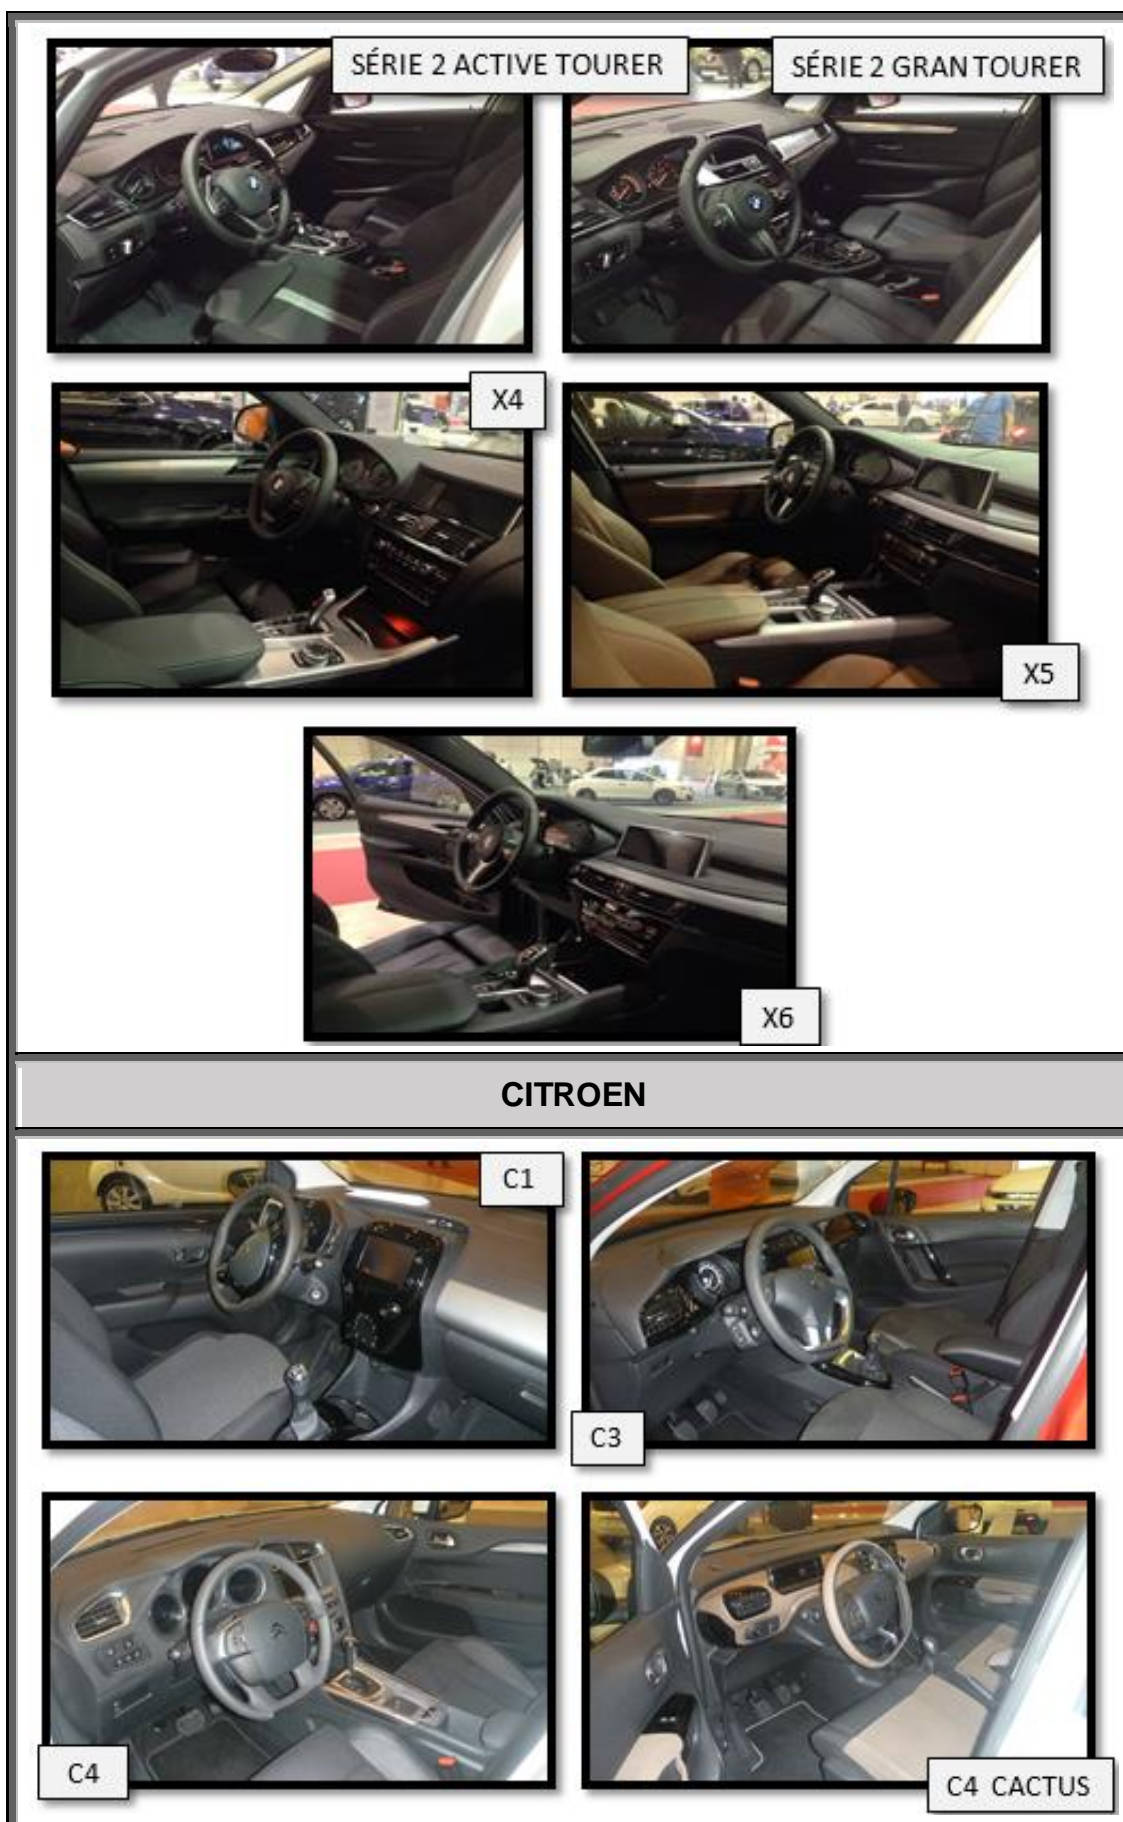 SÉRIE 2 ACTIVE TOURER
SÉRIE 2 GRAN TOURER
X4
X5
X6
CITROEN
C1
C3
C4
C4 CACTUS